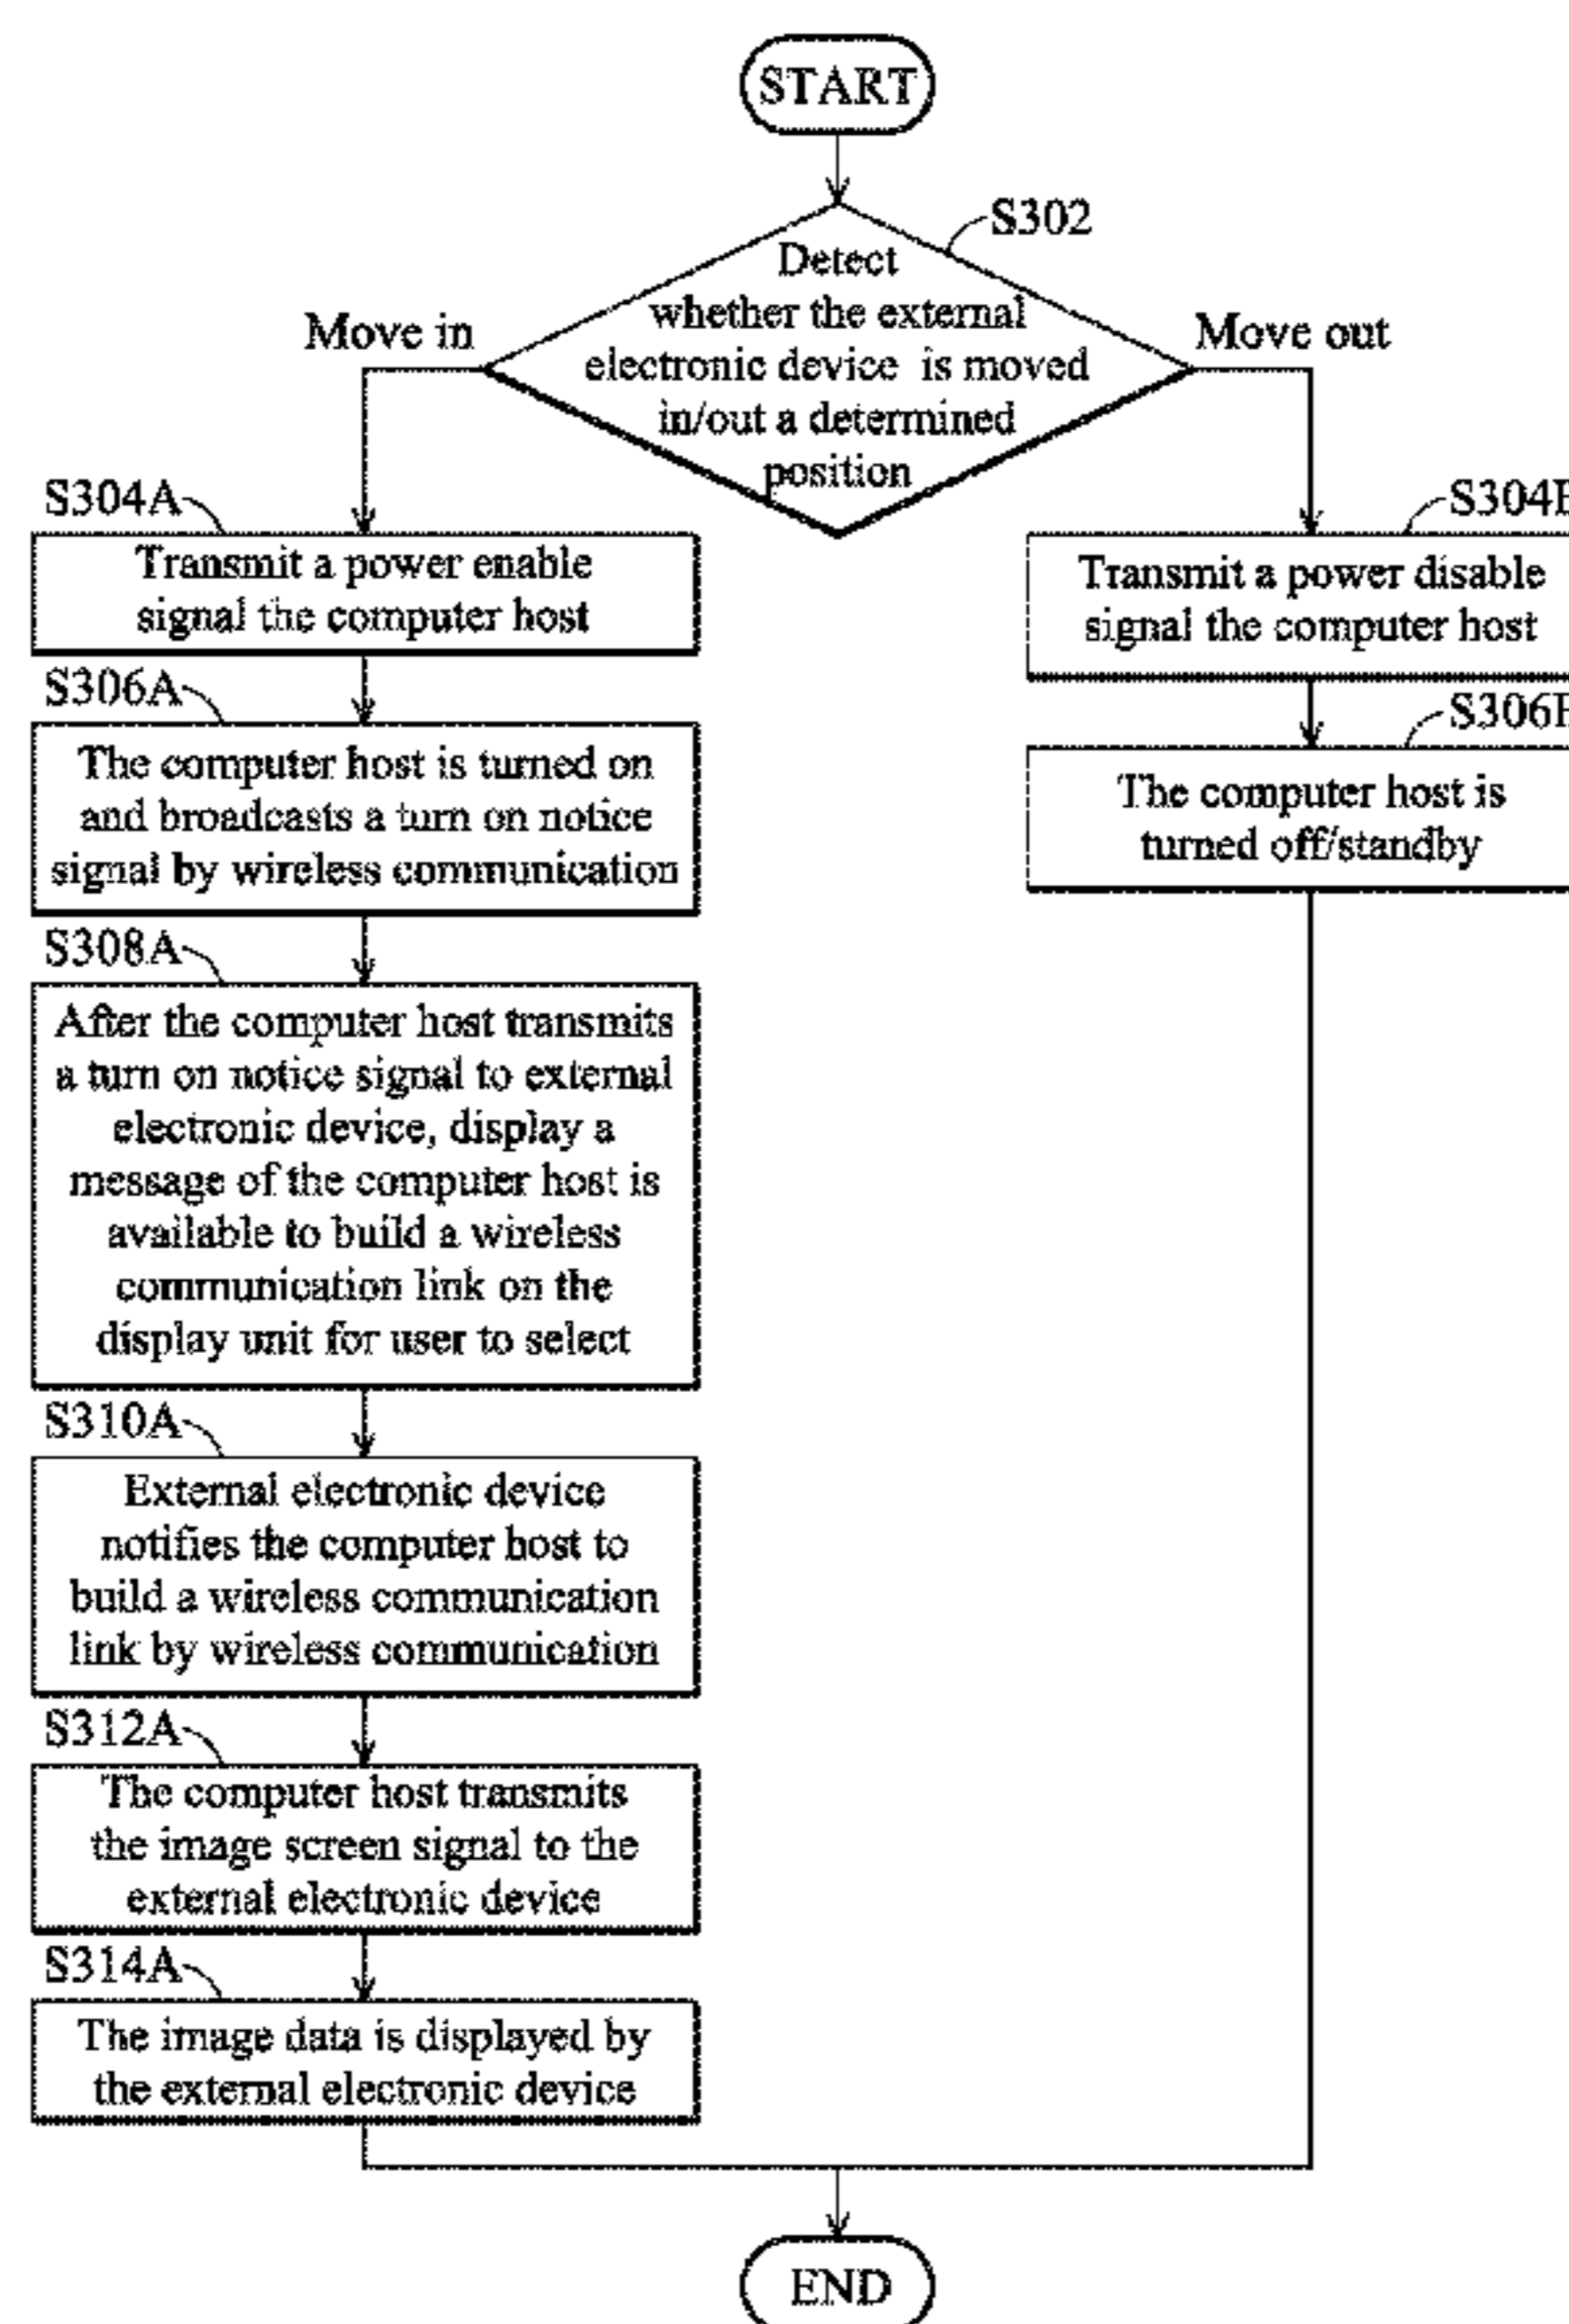 START
S302
Detect
whether the external
electronic device is moved
in/out a determined
position
Move in
Move out
S304A
Transmit a power enable
signal the computer host
S306A
The computer host is turned on
and broadcasts a turn on notice
signal by wireless communication
S308A
After the computer host transmits
a turn on notice signal to external
electronic device, display a
message of the computer host is
available to build a wireless
communication link on the
display unit for user to select
S310A
External electronic device
notifies the computer host to
build a wireless communication
link by wireless communication
S312A
The computer host transmits
the image screen signal to the
external electronic device
S314A
The image data is displayed by
the external electronic device
Transmit a power disable
signal the computer host
The computer host is
turned off/standby
END